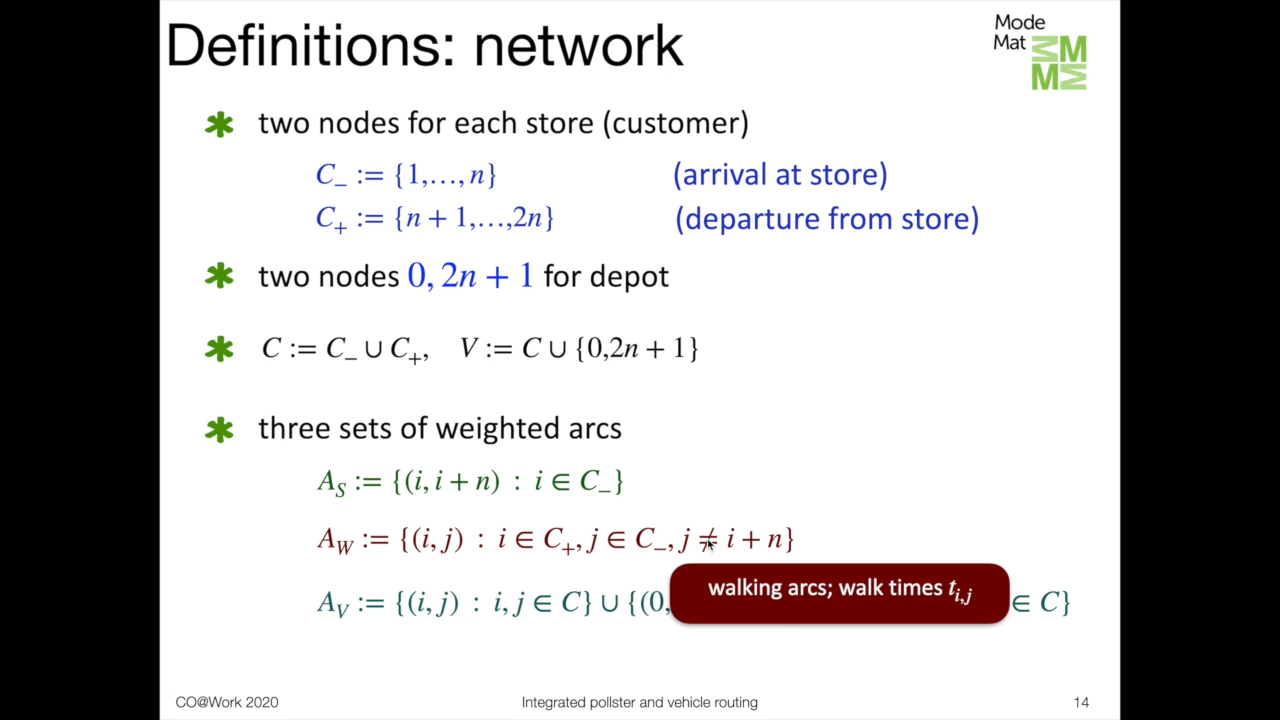 Definitions: network
Mode
Mat
M
M
two nodes for each store (customer)
C₋ := {1,…,n} (arrival at store)
C₊ := {n + 1,…,2n} (departure from store)
two nodes 0, 2n + 1 for depot
C := C₋ ∪ C₊, V := C ∪ {0,2n + 1}
three sets of weighted arcs
A_S := {(i, i + n) : i ∈ C₋}
A_W := {(i, j) : i ∈ C₊, j ∈ C₋, j ≠ i + n}
walking arcs; walk times t_{i,j}
A_V := {(i, j) : i, j ∈ C} ∪ {(0, ∈ C}
CO@Work 2020
Integrated pollster and vehicle routing
14